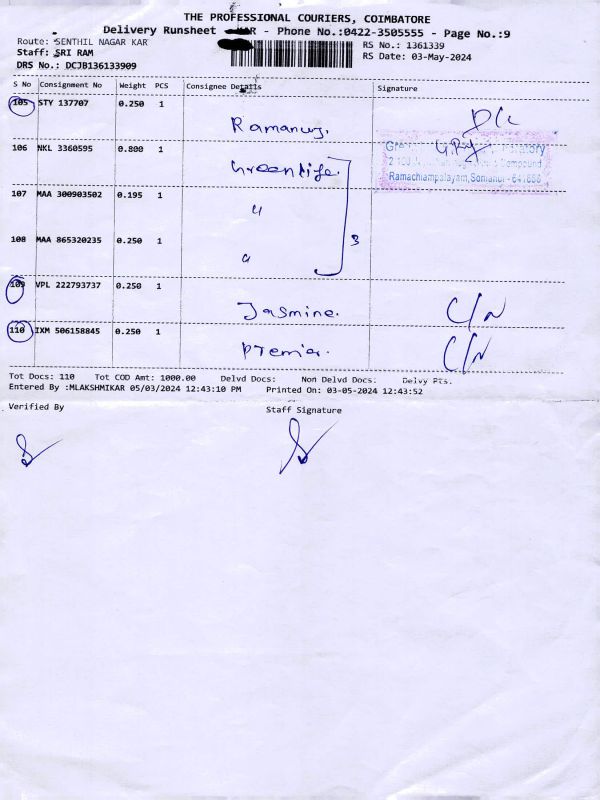 THE PROFESSIONAL COURIERS, COIMBATORE
Delivery Runsheet KAR - Phone No.:0422-3505555 - Page No.:9
Route: SENTHIL NAGAR KAR
RS No.: 1361339
Staff: SRI RAM
RS Date: 03-May-2024
DRS No.: DCJB136133909
S No Consignment No Weight PCS Consignee Details Signature
105 STY 137707 0.250 1
D/L
106 NKL 3360595 0.800 1 Greenlife
Ramachiampalayam,
107 MAA 300903502 0.195 1 "
3
108 MAA 865320235 0.250 1 "
109 VPL 222793737 0.250 1
Jasmine. C/N
110 IXM 506158845 0.250 1
Premier. C/N
Tot Docs: 110 Tot COD Amt: 1000.00 Delvd Docs: Non Delvd Docs: Delvy Pts.
Entered By :MLAKSHMIKAR 05/03/2024 12:43:10 PM Printed On: 03-05-2024 12:43:52
Verified By Staff Signature